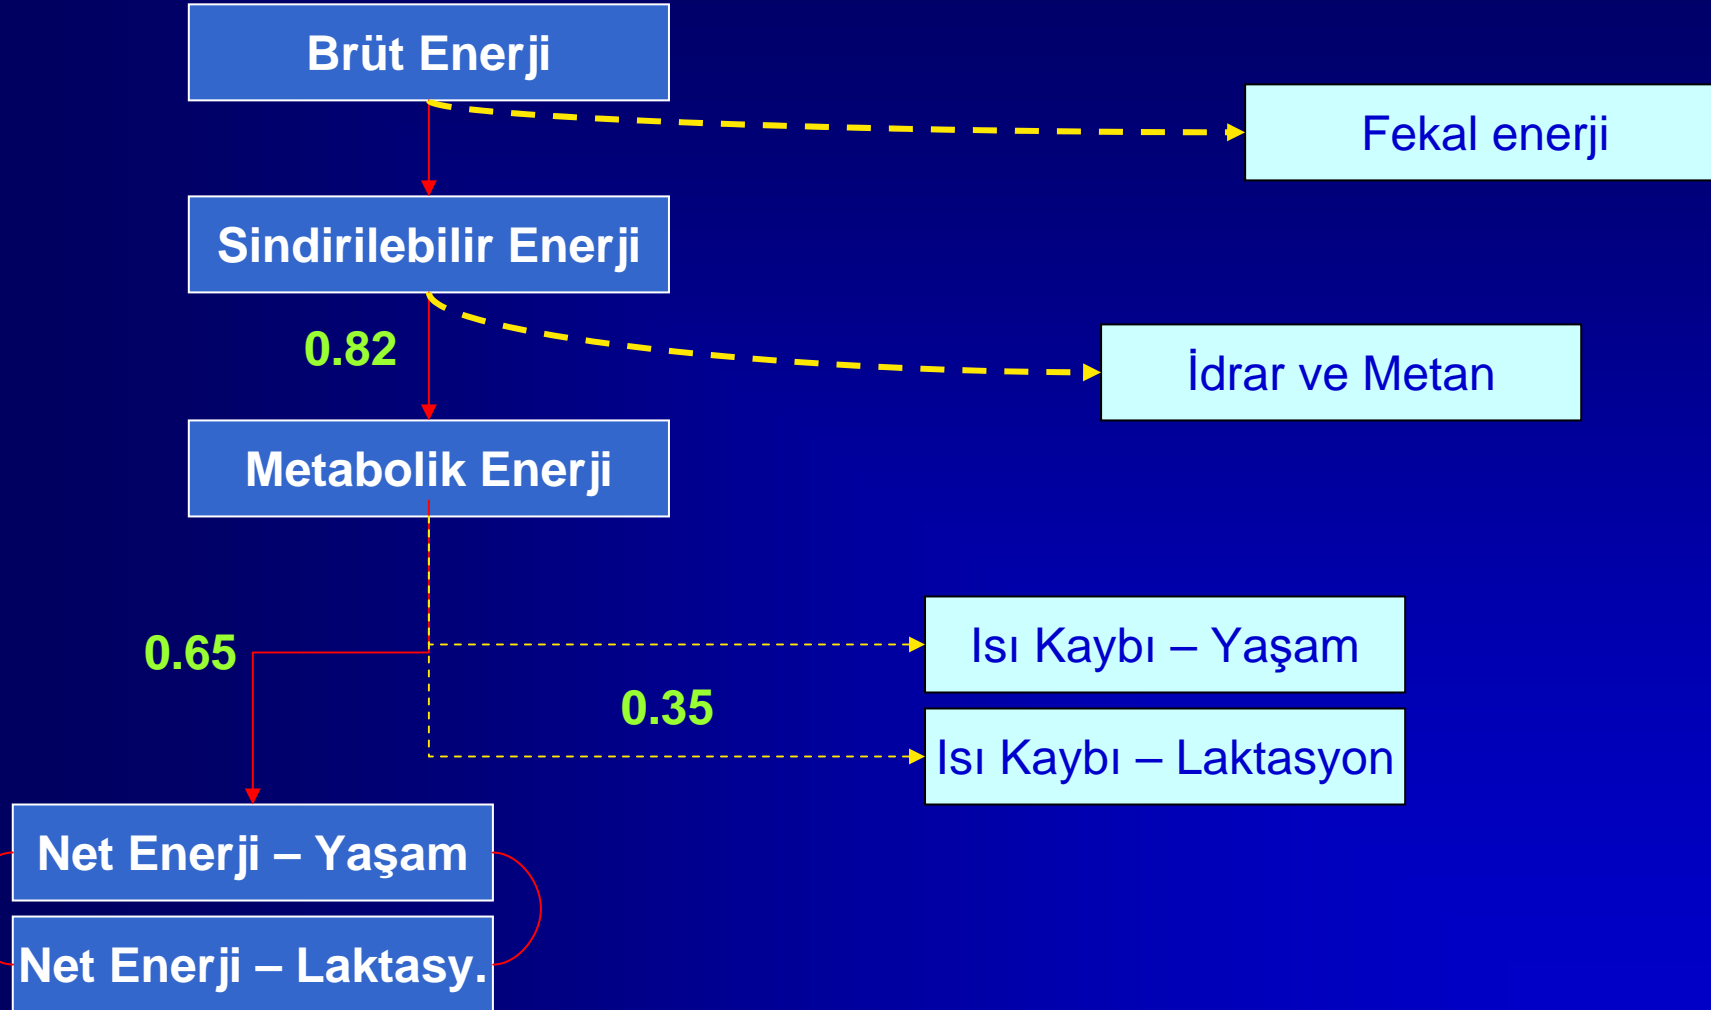 Brüt Enerji
Fekal enerji
Sindirilebilir Enerji
0.82
İdrar ve Metan
Metabolik Enerji
0.65
Isı Kaybı – Yaşam
0.35
Isı Kaybı – Laktasyon
Net Enerji – Yaşam
Net Enerji – Laktasy.